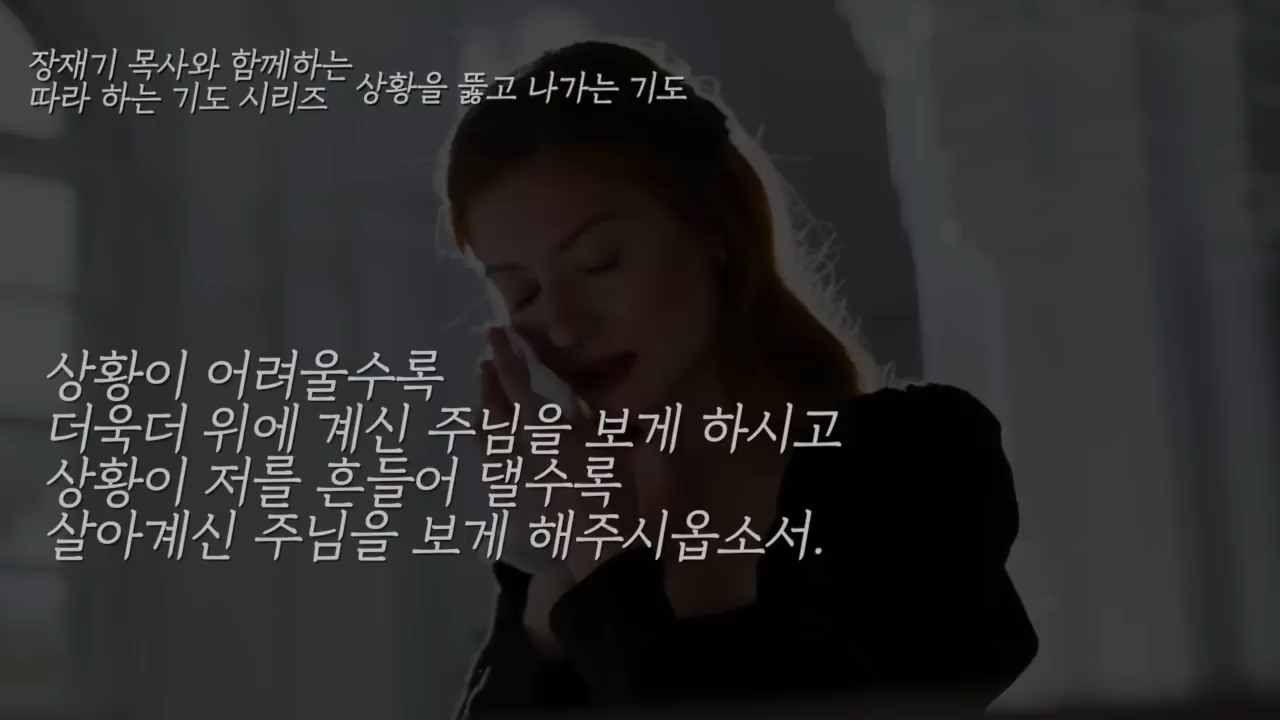 장재기 목사와 함께하는
따라 하는 기도 시리즈
상황을 뚫고 나가는 기도
상황이 어려울수록
더욱더 위에 계신 주님을 보게 하시고
상황이 저를 흔들어 댈수록
살아계신 주님을 보게 해주시옵소서.